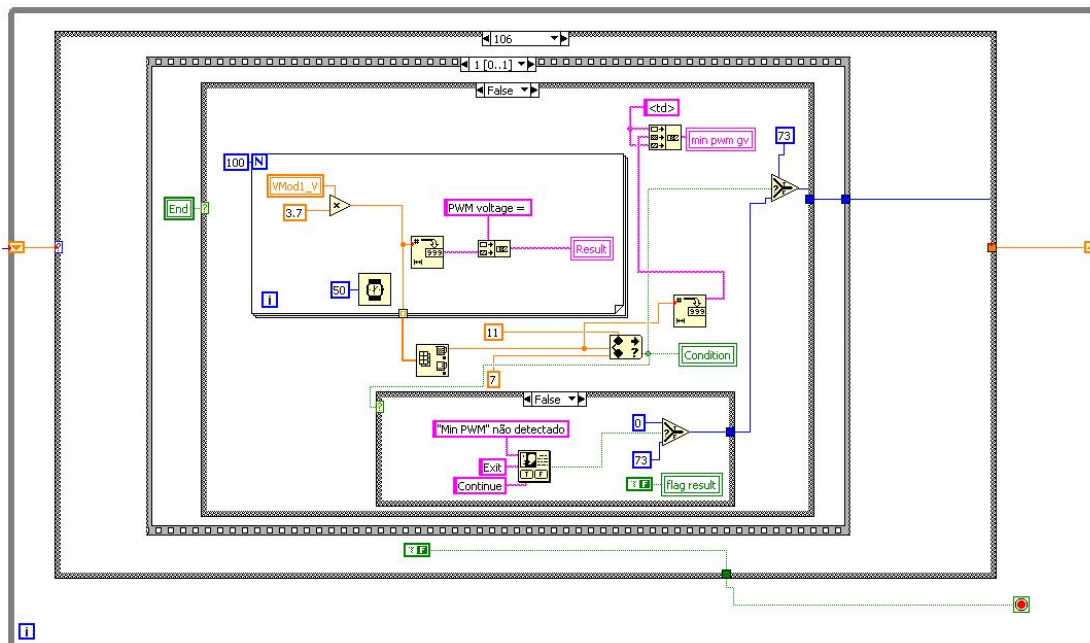 106
1 [0..1]
False
<td>
73
min pwm gv
100
N
VMod1_V
3.7
PWM voltage =
End
Result
50
i
11
7
Condition
False
"Min PWM" não detectado
0
Exit
73
Continue
T F
flag result
T F
i